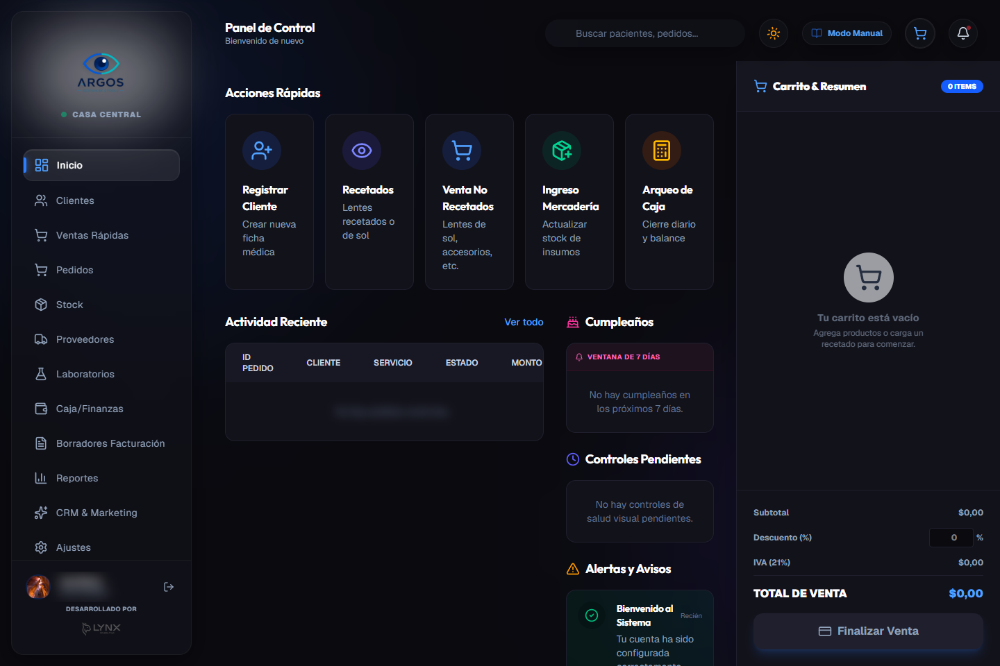 ARGOS
CASA CENTRAL
Inicio
Clientes
Ventas Rápidas
Pedidos
Stock
Proveedores
Laboratorios
Caja/Finanzas
Borradores Facturación
Reportes
CRM & Marketing
Ajustes
DESARROLLADO POR
LYNX
Panel de Control
Bienvenido de nuevo
Buscar pacientes, pedidos...
Modo Manual
Acciones Rápidas
Registrar
Cliente
Crear nueva
ficha
médica
Recetados
Lentes
recetados o
de sol
Venta No
Recetados
Lentes de
sol,
accesorios,
etc.
Ingreso
Mercadería
Actualizar
stock de
insumos
Arqueo de
Caja
Cierre diario
y balance
Actividad Reciente
Ver todo
ID
PEDIDO
CLIENTE
SERVICIO
ESTADO
MONTO
Cumpleaños
VENTANA DE 7 DÍAS
No hay cumpleaños en
los próximos 7 días.
Controles Pendientes
No hay controles de
salud visual pendientes.
Alertas y Avisos
Bienvenido al
Sistema
Recién
Tu cuenta ha sido
configurada
correctamente
Carrito & Resumen
0 ITEMS
Tu carrito está vacío
Agrega productos o carga un
recetado para comenzar.
Subtotal
$0,00
Descuento (%)
0 %
IVA (21%)
$0,00
TOTAL DE VENTA
$0,00
Finalizar Venta